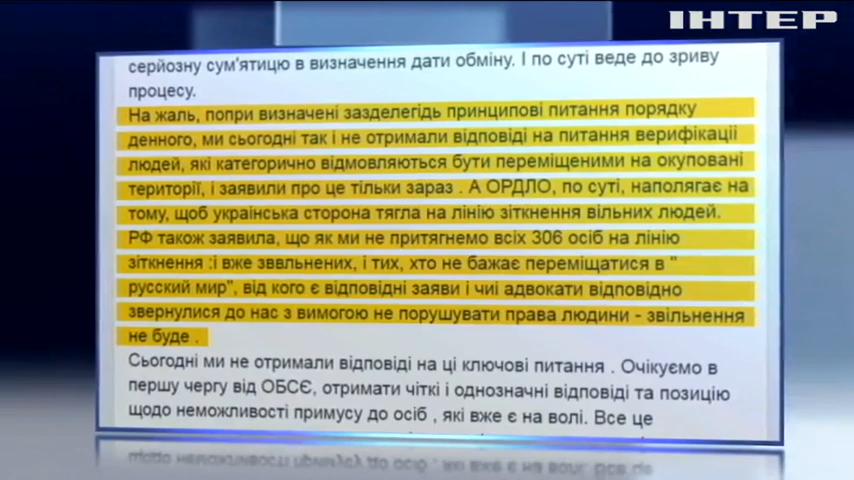 ІНТЕР
серйозну сум'ятицю в визначення дати обміну. І по суті веде до зриву
процесу.
На жаль, попри визначені зазделегідь принципові питання порядку
денного, ми сьогодні так і не отримали відповіді на питання верифікації
людей, які категорично відмовляються бути переміщеними на окуповані
території, і заявили про це тільки зараз . А ОРДЛО, по суті, наполягає на
тому, щоб українська сторона тягла на лінію зіткнення вільних людей.
РФ також заявила, що як ми не притягнемо всіх 306 осіб на лінію
зіткнення :і вже зввльнених, і тих, хто не бажає переміщатися в "
русский мир", від кого є відповідні заяви і чиї адвокати відповідно
звернулися до нас з вимогою не порушувати права людини - звільнення
не буде .
Сьогодні ми не отримали відповіді на ці ключові питання . Очікуємо в
першу чергу від ОБСЄ, отримати чіткі і однозначні відповіді та позицію
щодо неможливості примусу до осіб , які вже є на волі. Все це